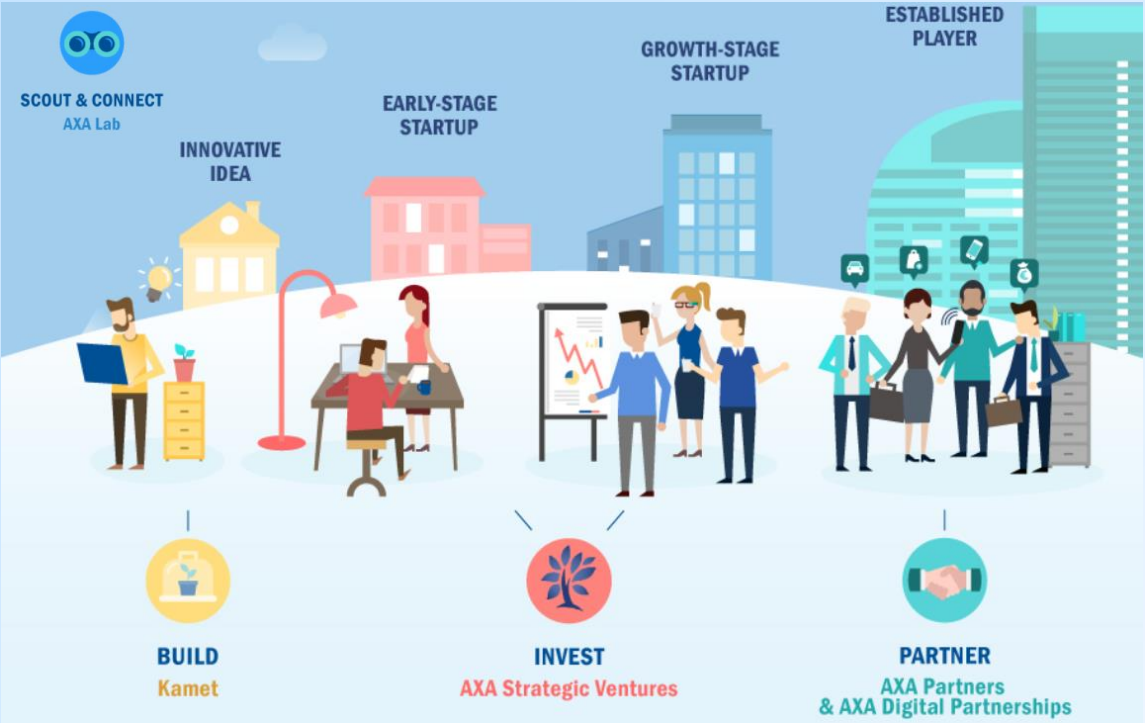 SCOUT & CONNECT
AXA Lab
INNOVATIVE
IDEA
EARLY-STAGE
STARTUP
GROWTH-STAGE
STARTUP
ESTABLISHED
PLAYER
BUILD
Kamet
INVEST
AXA Strategic Ventures
PARTNER
AXA Partners
& AXA Digital Partnerships